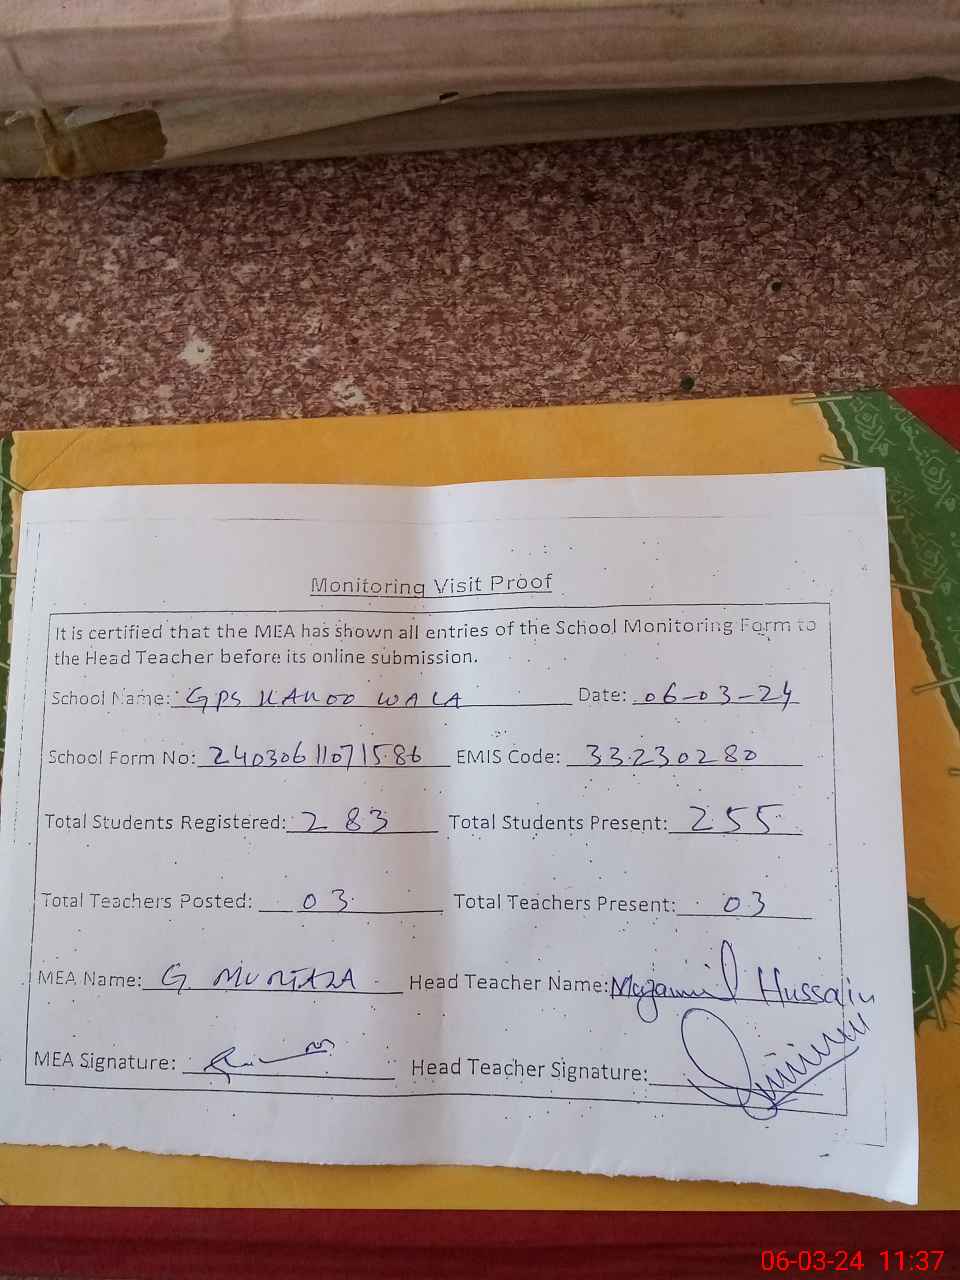 Monitoring Visit Proof
It is certified that the MEA has shown all entries of the School Monitoring Form to
the Head Teacher before its online submission.
School Name: GPS KANOO WALA Date: 06-03-24
School Form No: 24030611071586 EMIS Code: 33230280
Total Students Registered: 283 Total Students Present: 255
Total Teachers Posted: 03 Total Teachers Present: 03
MEA Name: G. MURTAZA Head Teacher Name: Muzammil Hussain
MEA Signature: Head Teacher Signature:
06-03-24 11:37